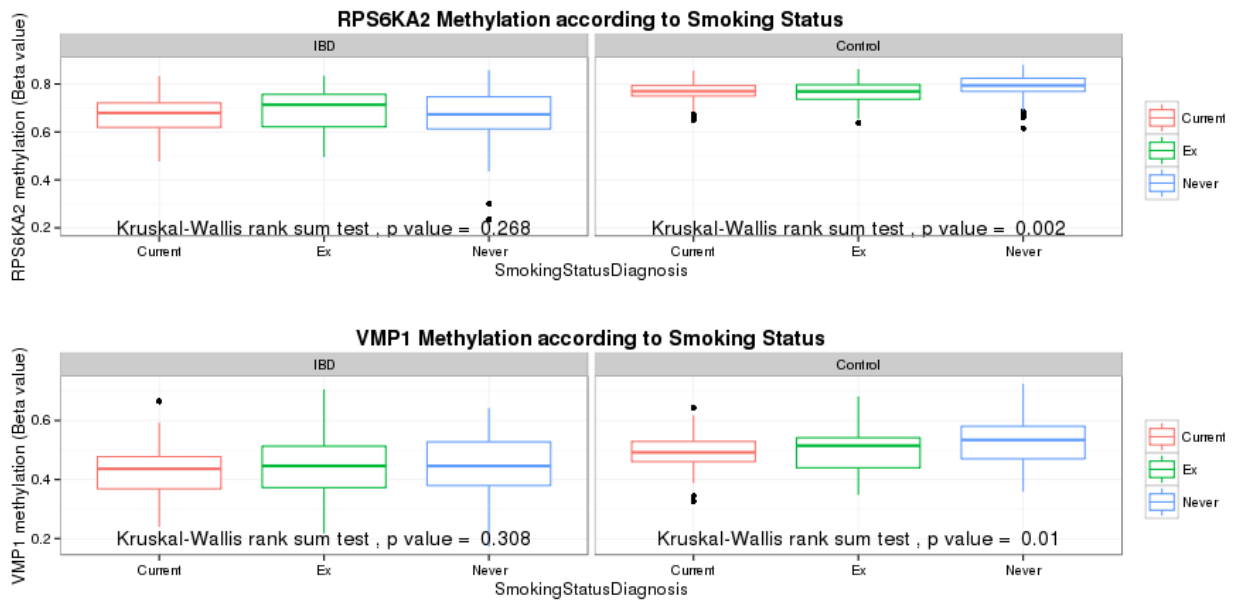 RPS6KA2 Methylation according to Smoking Status
IBD
Control
RPS6KA2 methylation (Beta value)
0.8
0.6
0.4
0.2
Kruskal-Wallis rank sum test , p value = 0.268
Kruskal-Wallis rank sum test , p value = 0.002
Current
Ex
Never
Current
Ex
Never
SmokingStatusDiagnosis
Current
Ex
Never
VMP1 Methylation according to Smoking Status
IBD
Control
VMP1 methylation (Beta value)
0.6
0.4
0.2
Kruskal-Wallis rank sum test , p value = 0.308
Kruskal-Wallis rank sum test , p value = 0.01
Current
Ex
Never
Current
Ex
Never
SmokingStatusDiagnosis
Current
Ex
Never